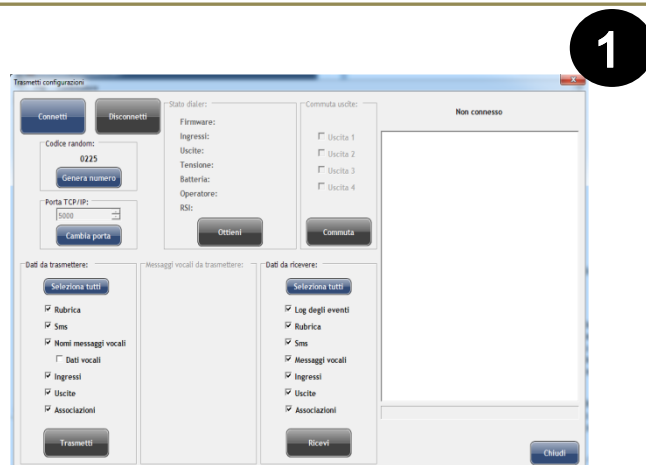 1
Trasmetti configurazioni
Connetti
Disconnetti
Codice random:
0225
Genera numero
Porta TCP/IP:
5000
Cambia porta
Stato dialer:
Firmware:
Ingressi:
Uscite:
Tensione:
Batteria:
Operatore:
RSI:
Ottieni
Commuta uscite:
Uscita 1
Uscita 2
Uscita 3
Uscita 4
Commuta
Non connesso
Dati da trasmettere:
Seleziona tutti
Rubrica
Sms
Nomi messaggi vocali
Dati vocali
Ingressi
Uscite
Associazioni
Trasmetti
Messaggi vocali da trasmettere:
Dati da ricevere:
Seleziona tutti
Log degli eventi
Rubrica
Sms
Messaggi vocali
Ingressi
Uscite
Associazioni
Ricevi
Chiudi